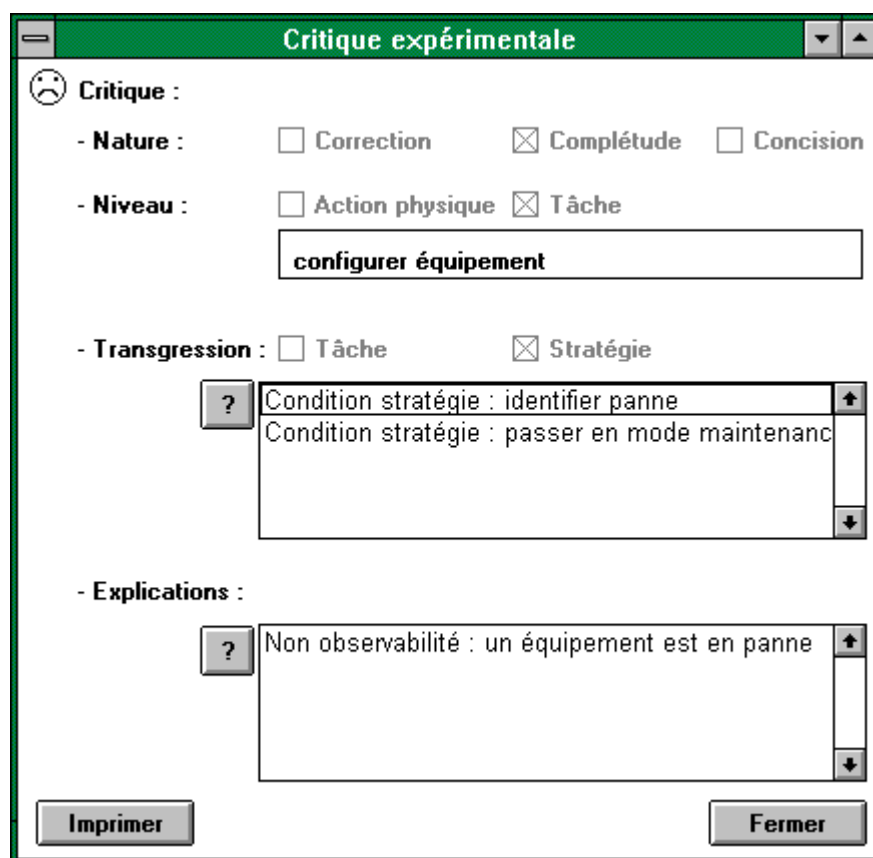 Critique expérimentale
Critique :
- Nature : Correction Complétude Concision
- Niveau : Action physique Tâche
configurer équipement
- Transgression : Tâche Stratégie
? Condition stratégie : identifier panne
Condition stratégie : passer en mode maintenanc
- Explications :
? Non observabilité : un équipement est en panne
Imprimer Fermer